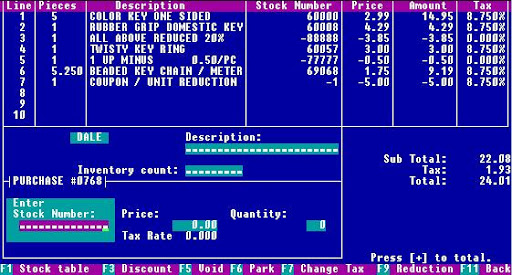 Line Pieces Description Stock Number Price Amount Tax
1 5 COLOR KEY ONE SIDED 60000 2.99 14.95 8.750%
2 1 RUBBER GRIP DOMESTIC KEY 60008 4.29 4.29 8.750%
3 1 ALL ABOVE REDUCED 20% -88888 -3.85 -3.85 0.000%
4 1 TWISTY KEY RING 60057 3.00 3.00 8.750%
5 1 1 UP MINUS 0.50/PC -77777 -0.50 -0.50 0.000%
6 5.250 BEADED KEY CHAIN / METER 69068 1.75 9.19 8.750%
7 1 COUPON / UNIT REDUCTION -1 -5.00 -5.00 8.750%
8
9
10
DALE Description:
Inventory count:
Sub Total: 22.08
Tax: 1.93
Total: 24.01
PURCHASE #0768
Enter
Stock Number: Price: Quantity:
0.00 0
Tax Rate 0.000
Press [+] to total.
F1 Stock table F3 Discount F5 Void F6 Park F7 Change Tax F9 Reduction F11 Back